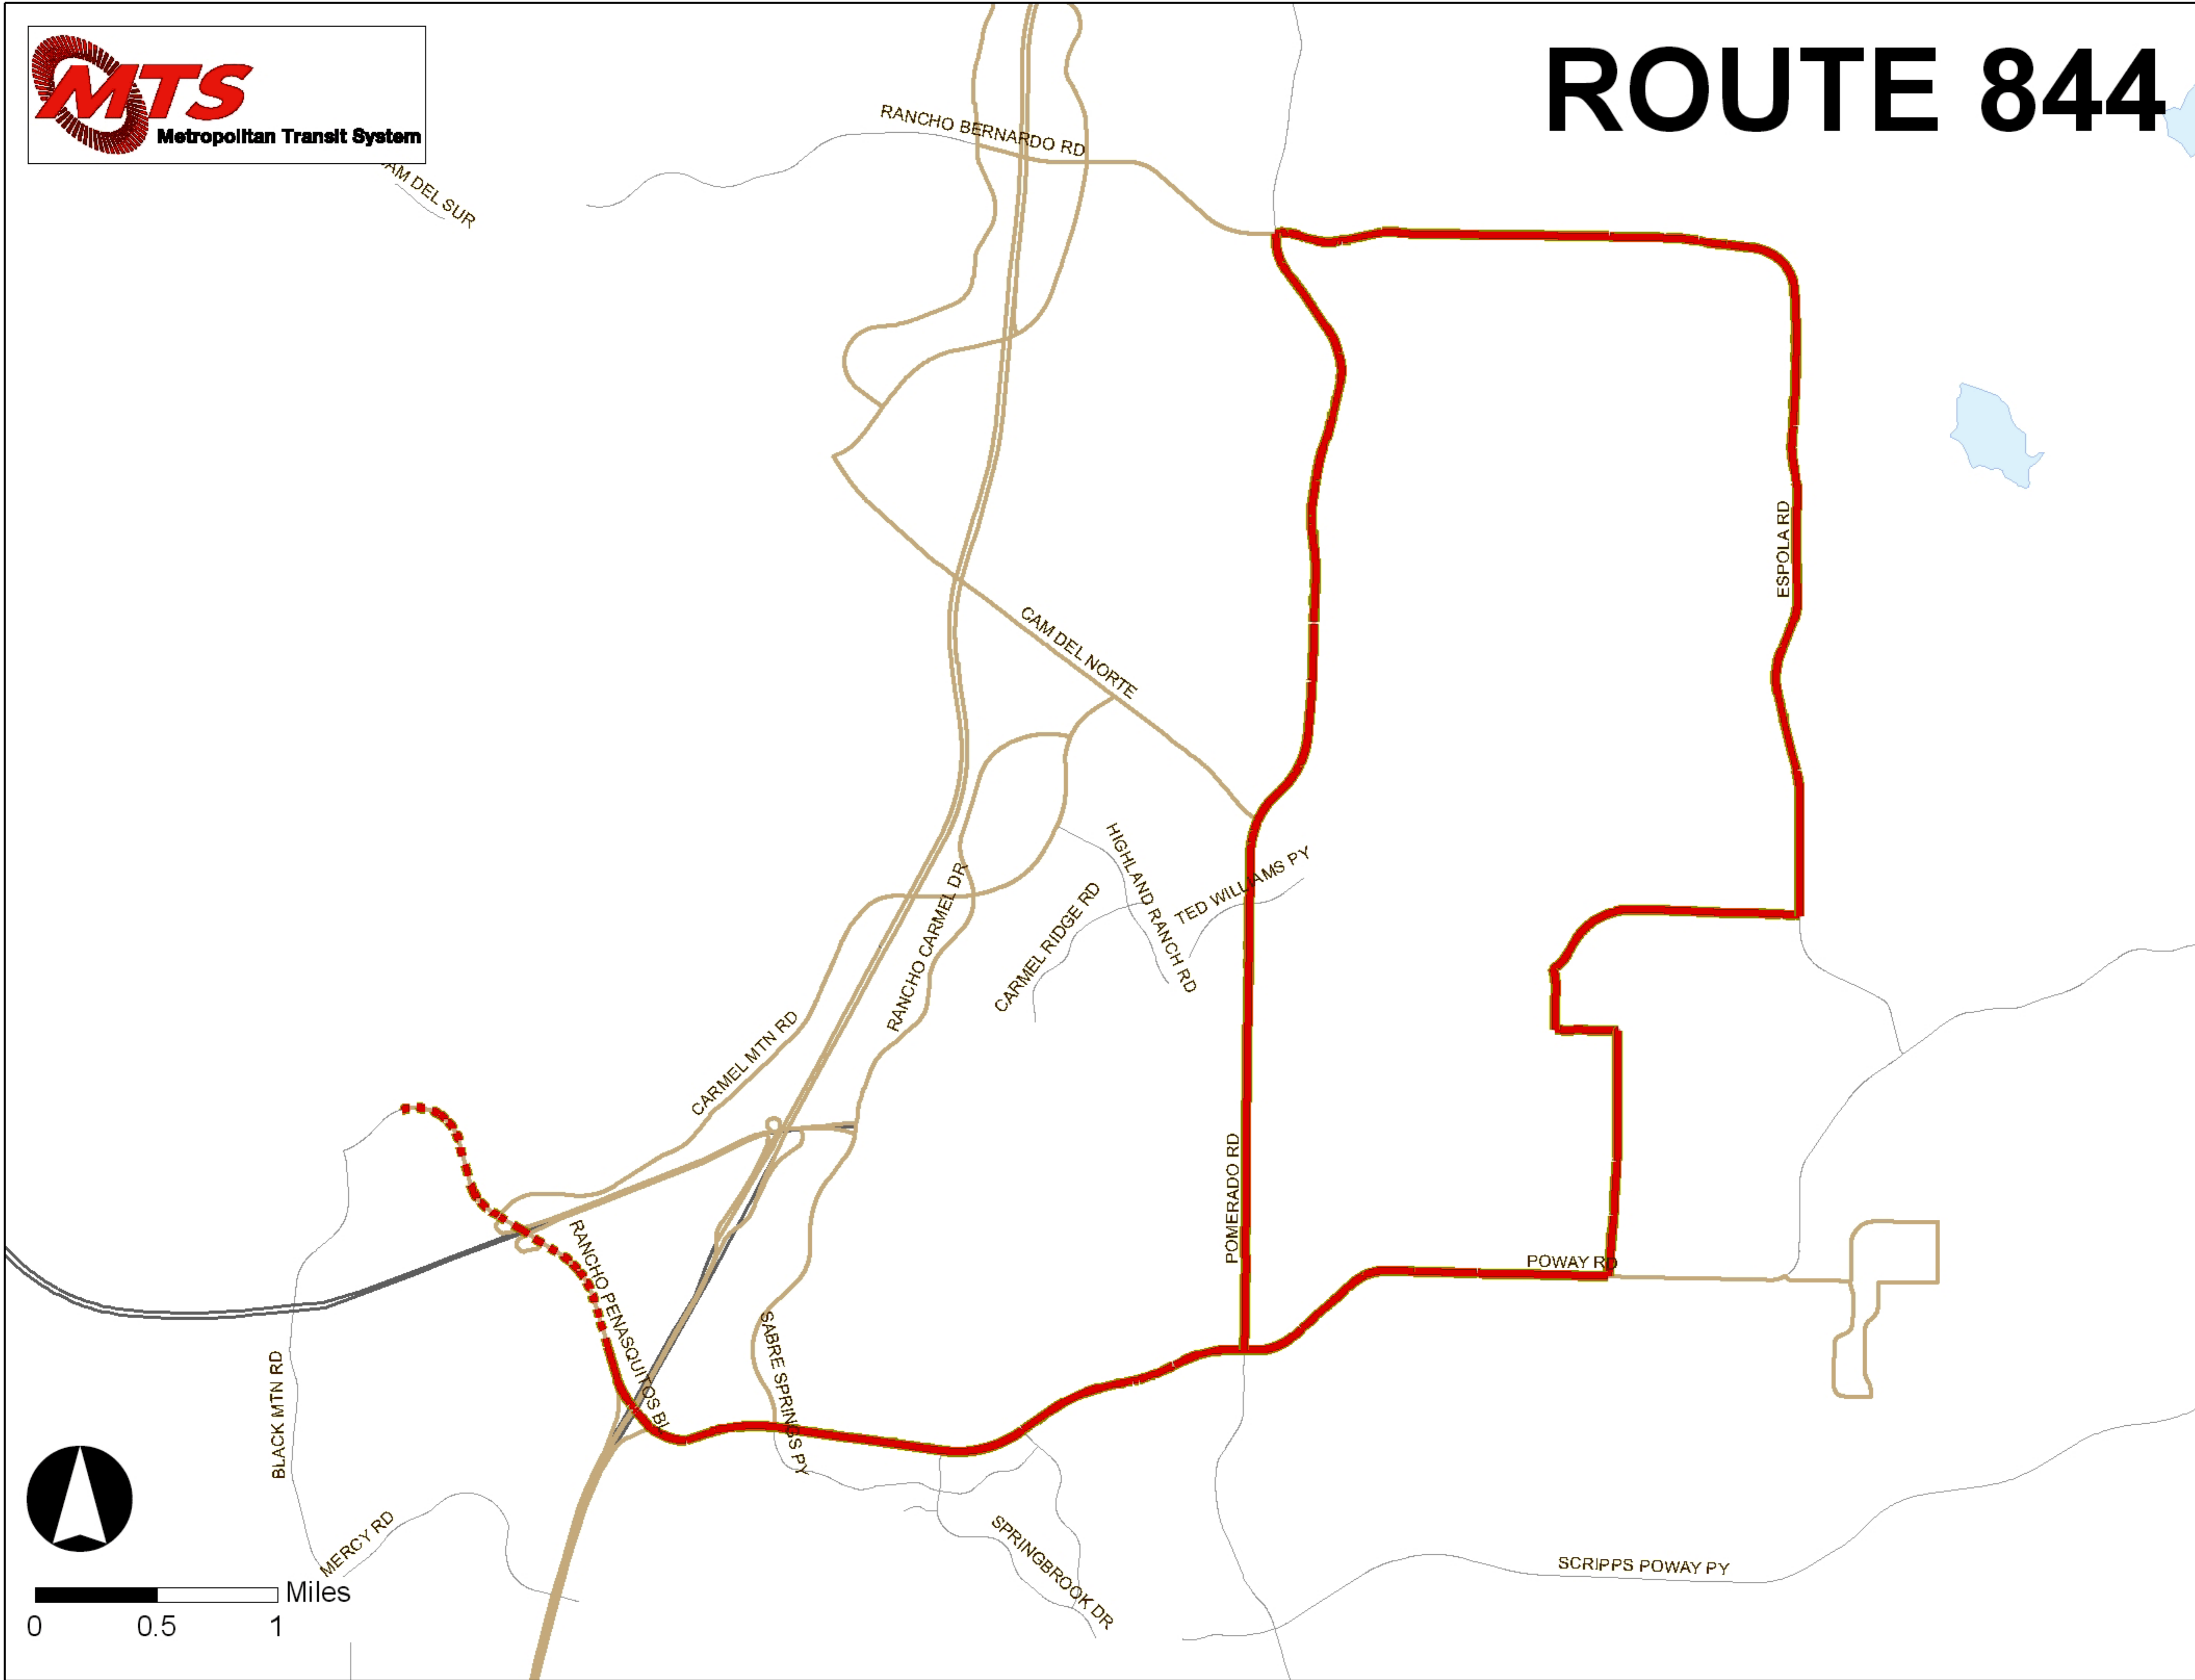 MTS
Metropolitan Transit System
ROUTE 844
RANCHO BERNARDO RD
AM DEL SUR
ESPOLA RD
CAM DEL NORTE
HIGHLAND RANCH RD
TED WILLIAMS PY
CARMEL RIDGE RD
RANCHO CARMEL DR
CARMEL MTN RD
POMERADO RD
RANCHO PENASQUITOS BL
POWAY RD
SABRE SPRINGS PY
BLACK MTN RD
MERCY RD
SPRINGBROOK DR
SCRIPPS POWAY PY
Miles
0 0.5 1